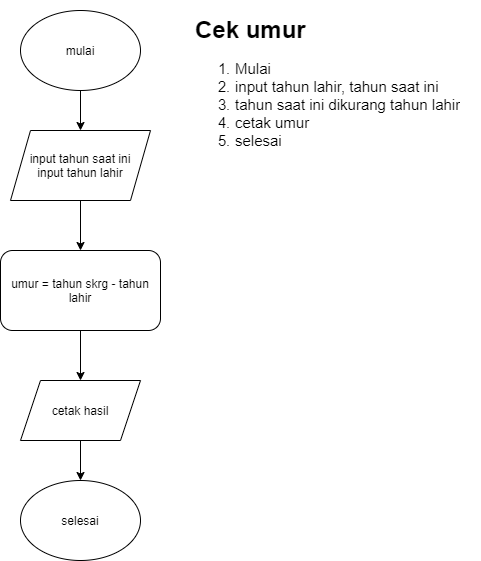 mulai
input tahun saat ini
input tahun lahir
umur = tahun skrg - tahun
lahir
cetak hasil
selesai
Cek umur
1. Mulai
2. input tahun lahir, tahun saat ini
3. tahun saat ini dikurang tahun lahir
4. cetak umur
5. selesai